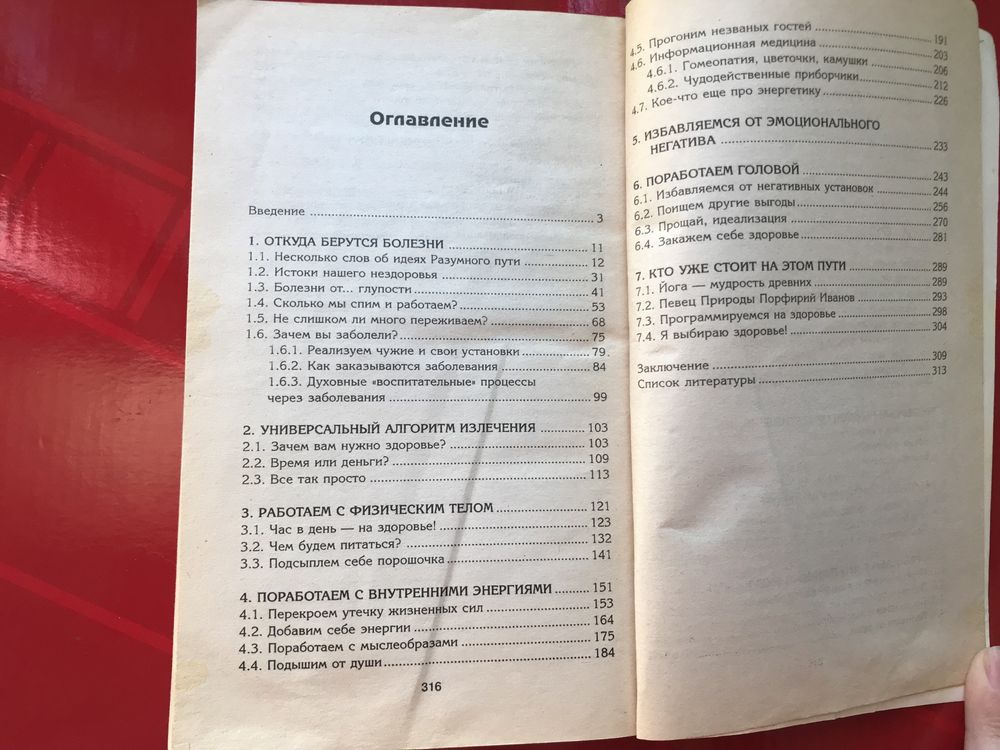 Оглавление
Введение ..... 3
1. ОТКУДА БЕРУТСЯ БОЛЕЗНИ ..... 11
1.1. Несколько слов об идеях Разумного пути ..... 12
1.2. Истоки нашего нездоровья ..... 31
1.3. Болезни от... глупости ..... 41
1.4. Сколько мы спим и работаем? ..... 53
1.5. Не слишком ли много переживаем? ..... 68
1.6. Зачем вы заболели? ..... 75
1.6.1. Реализуем чужие и свои установки ..... 79
1.6.2. Как заказываются заболевания ..... 84
1.6.3. Духовные «воспитательные» процессы
через заболевания ..... 99
2. УНИВЕРСАЛЬНЫЙ АЛГОРИТМ ИЗЛЕЧЕНИЯ ..... 103
2.1. Зачем вам нужно здоровье? ..... 103
2.2. Время или деньги? ..... 109
2.3. Все так просто ..... 113
3. РАБОТАЕМ С ФИЗИЧЕСКИМ ТЕЛОМ ..... 121
3.1. Час в день — на здоровье! ..... 123
3.2. Чем будем питаться? ..... 132
3.3. Подсыплем себе порошочка ..... 141
4. ПОРАБОТАЕМ С ВНУТРЕННИМИ ЭНЕРГИЯМИ ..... 151
4.1. Перекроем утечку жизненных сил ..... 153
4.2. Добавим себе энергии ..... 164
4.3. Поработаем с мыслеобразами ..... 175
4.4. Подышим от души ..... 184
316
4.5. Прогоним незваных гостей ..... 191
4.6. Информационная медицина ..... 203
4.6.1. Гомеопатия, цветочки, камушки ..... 206
4.6.2. Чудодейственные приборчики ..... 212
4.7. Кое-что еще про энергетику ..... 226
5. ИЗБАВЛЯЕМСЯ ОТ ЭМОЦИОНАЛЬНОГО
НЕГАТИВА ..... 233
6. ПОРАБОТАЕМ ГОЛОВОЙ ..... 243
6.1. Избавляемся от негативных установок ..... 244
6.2. Поищем другие выгоды ..... 256
6.3. Прощай, идеализация ..... 270
6.4. Закажем себе здоровье ..... 281
7. КТО УЖЕ СТОИТ НА ЭТОМ ПУТИ ..... 289
7.1. Йога — мудрость древних ..... 289
7.2. Певец Природы Порфирий Иванов ..... 293
7.3. Программируемся на здоровье ..... 298
7.4. Я выбираю здоровье! ..... 304
Заключение ..... 309
Список литературы ..... 313